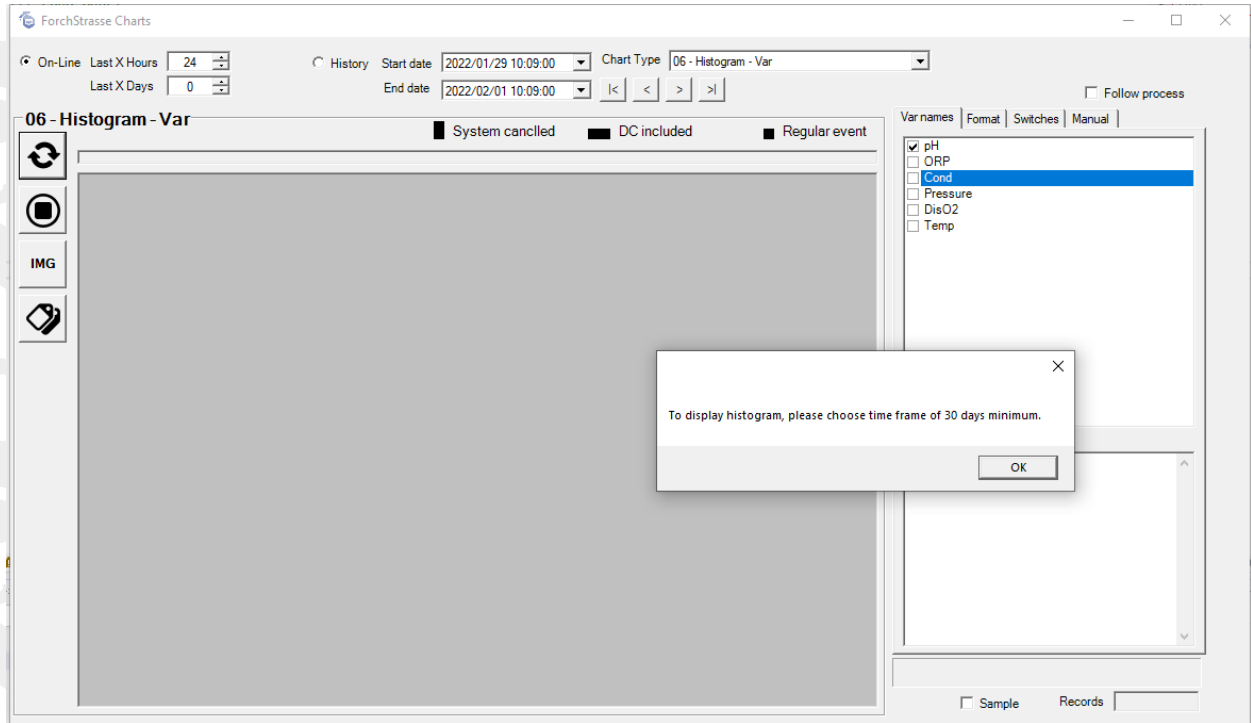 ForchStrasse Charts
On-Line Last X Hours 24
History Start date 2022/01/29 10:09:00
Chart Type 06 - Histogram - Var
Last X Days 0
End date 2022/02/01 10:09:00
|< < > >|
Follow process
06 - Histogram - Var
System canclled DC included Regular event
Var names Format Switches Manual
pH
ORP
Cond
Pressure
DisO2
Temp
IMG
To display histogram, please choose time frame of 30 days minimum.
OK
Sample Records